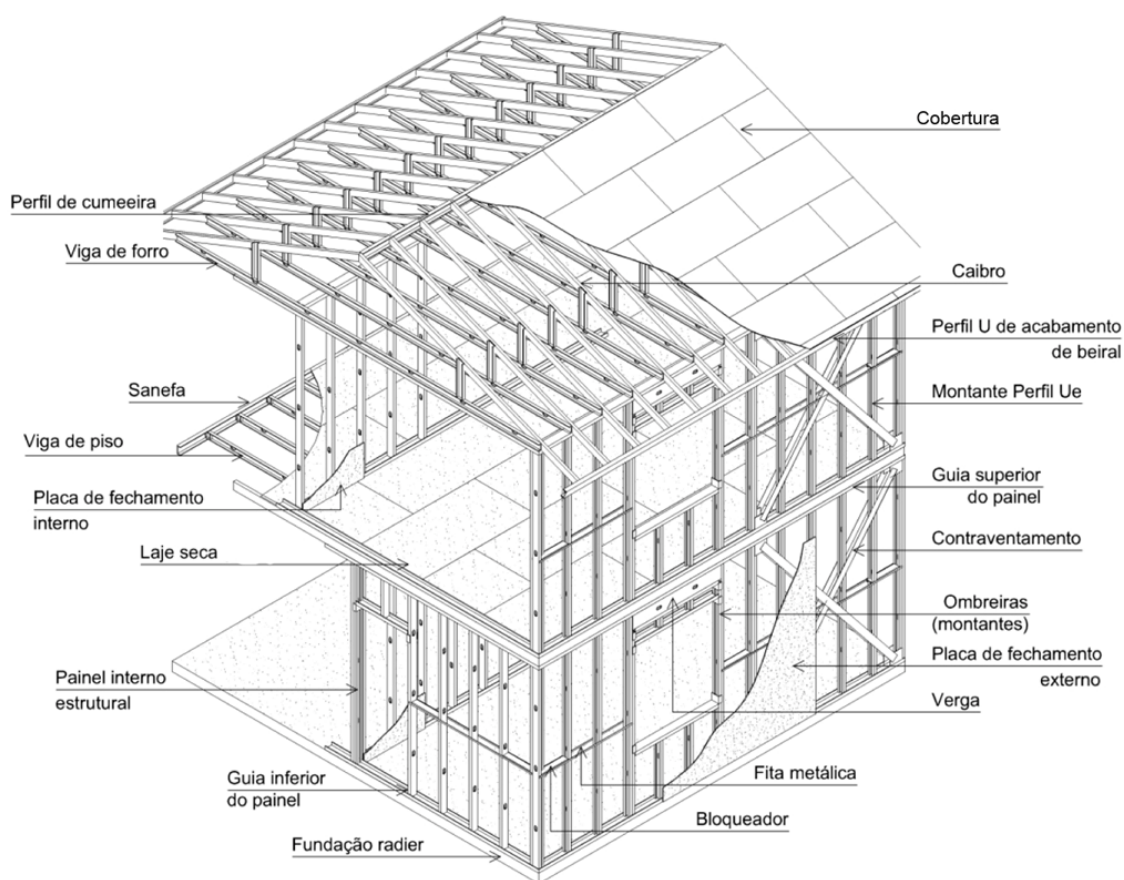 Cobertura
Perfil de cumeeira
Viga de forro
Caibro
Perfil U de acabamento
de beiral
Sanefa
Montante Perfil Ue
Viga de piso
Guia superior
do painel
Placa de fechamento
interno
Contraventamento
Laje seca
Ombreiras
(montantes)
Placa de fechamento
externo
Painel interno
estrutural
Verga
Fita metálica
Guia inferior
do painel
Bloqueador
Fundação radier